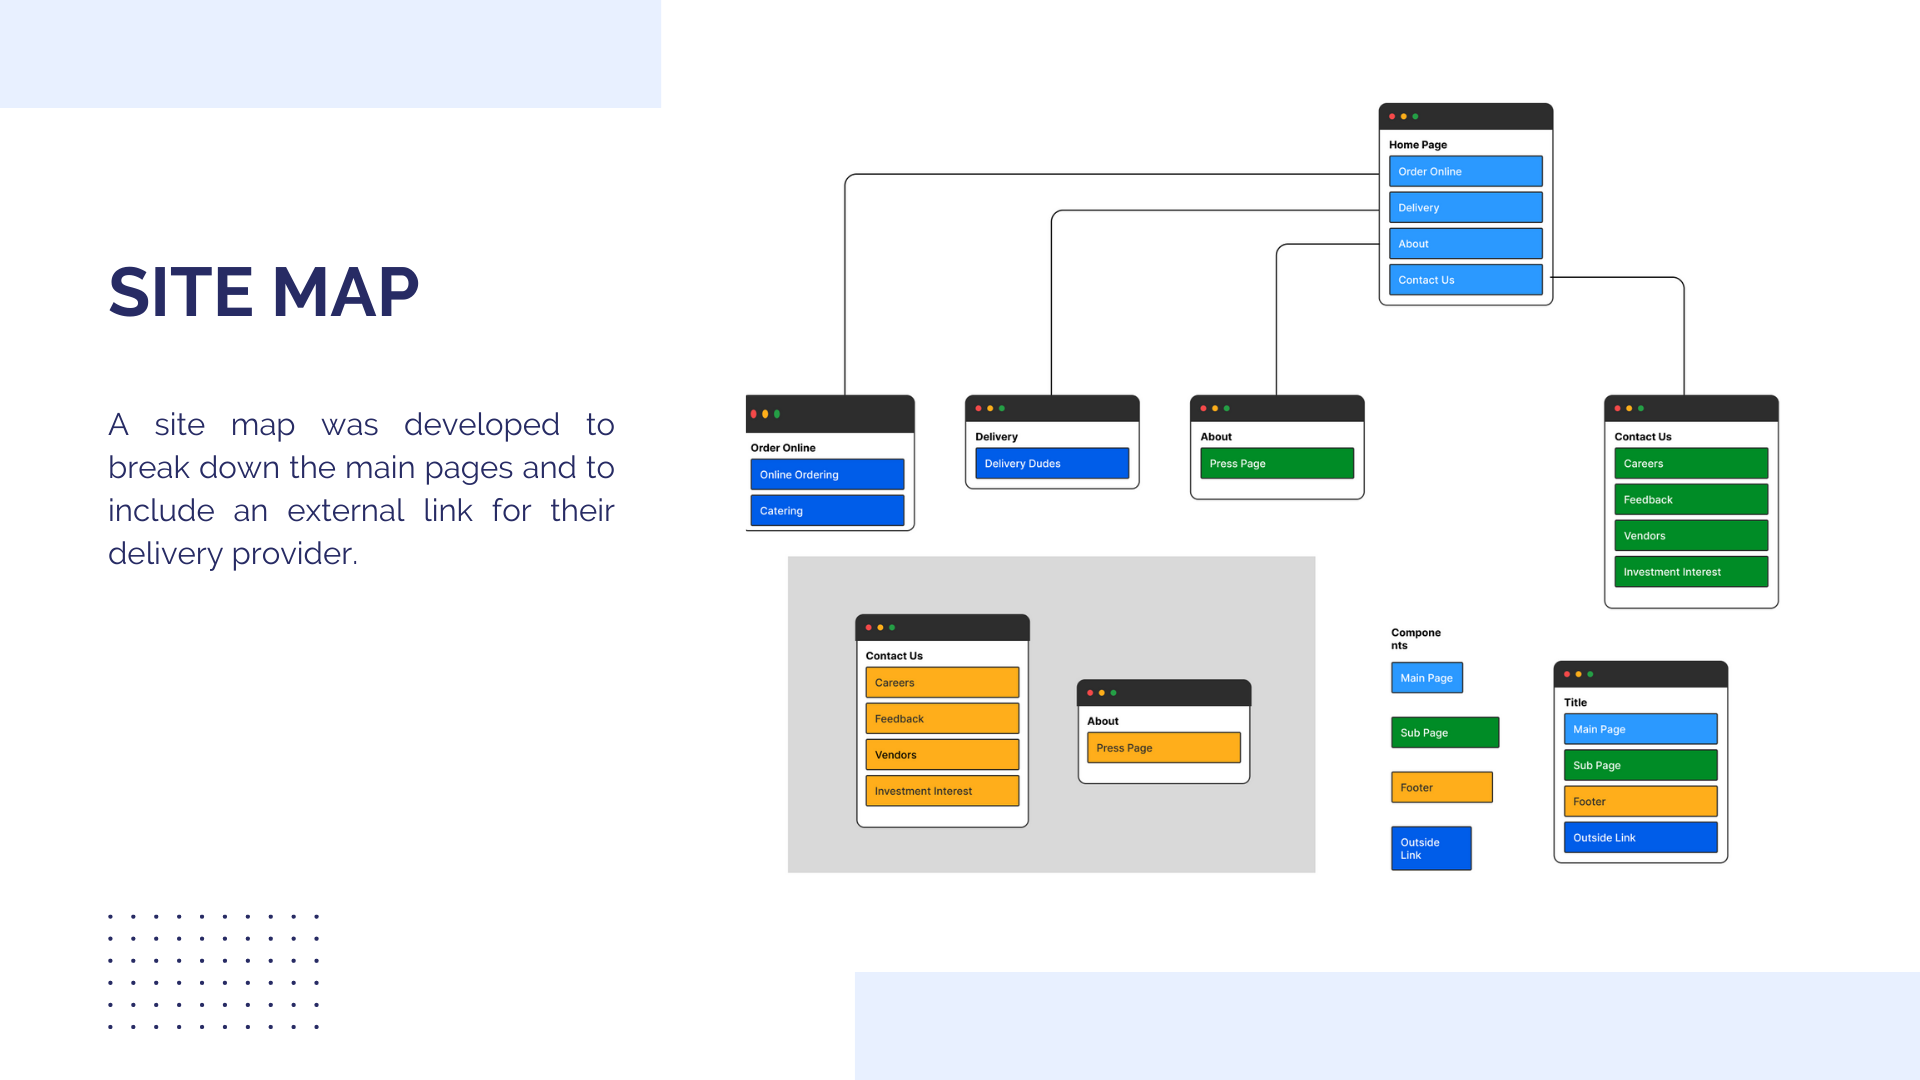 SITE MAP
A site map was developed to
break down the main pages and to
include an external link for their
delivery provider.
Home Page
Order Online
Delivery
About
Contact Us
Order Online
Online Ordering
Catering
Delivery
Delivery Dudes
About
Press Page
Contact Us
Careers
Feedback
Vendors
Investment Interest
Contact Us
Careers
Feedback
Vendors
Investment Interest
About
Press Page
Compone
nts
Main Page
Sub Page
Footer
Outside
Link
Title
Main Page
Sub Page
Footer
Outside Link